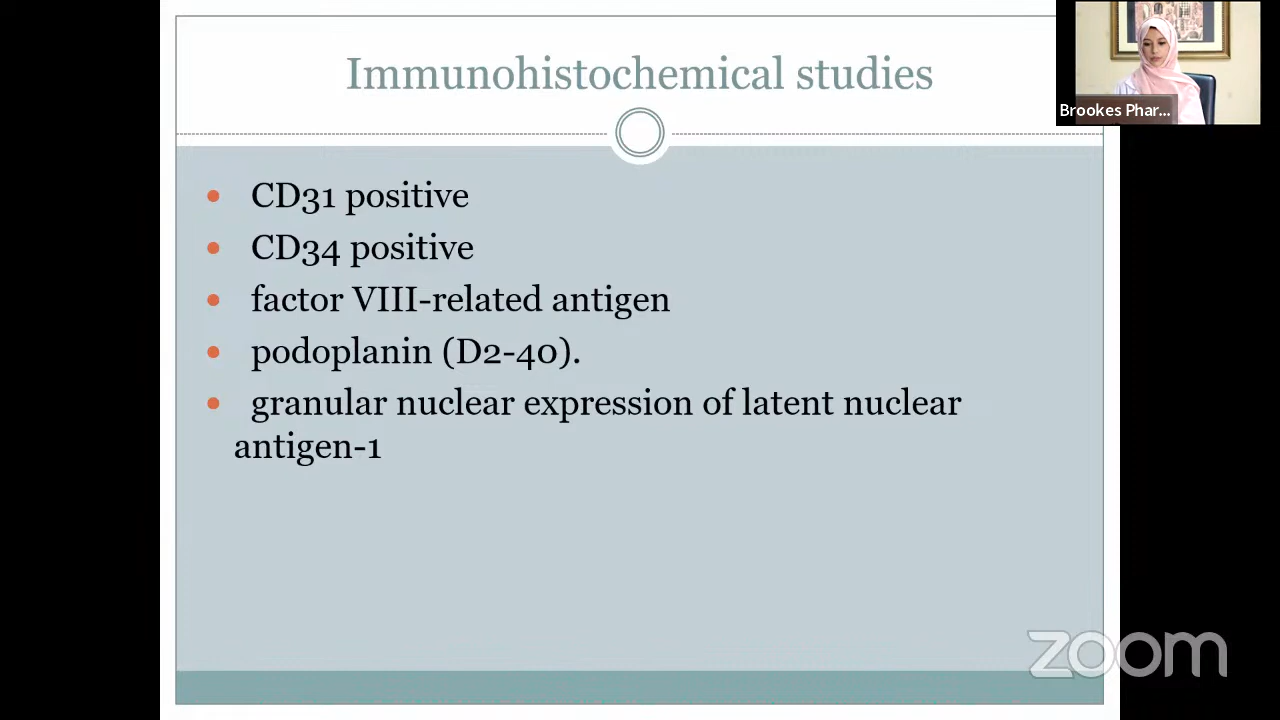 Immunohistochemical studies
Brookes Phar...
• CD31 positive
• CD34 positive
• factor VIII-related antigen
• podoplanin (D2-40).
• granular nuclear expression of latent nuclear
antigen-1
zoom